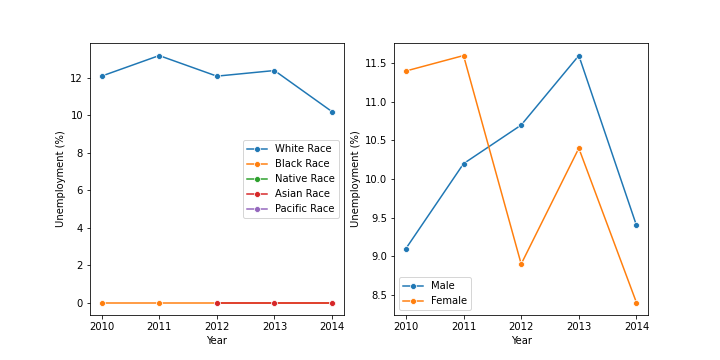 12
10
8
6
4
2
0
Unemployment (%)
2010 2011 2012 2013 2014
Year
White Race
Black Race
Native Race
Asian Race
Pacific Race
11.5
11.0
10.5
10.0
9.5
9.0
8.5
Unemployment (%)
2010 2011 2012 2013 2014
Year
Male
Female